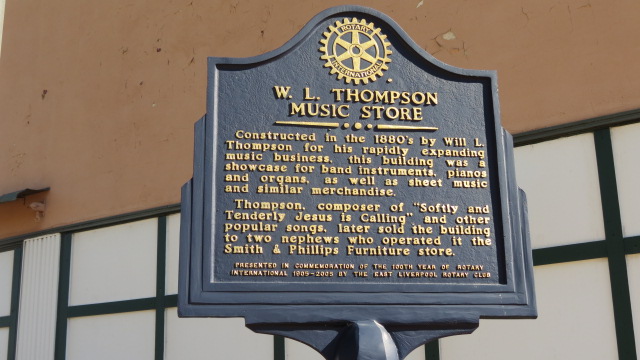 ROTARY
INTERNATIONAL
W. L. THOMPSON
MUSIC STORE
Constructed in the 1880's by Will L.
Thompson for his rapidly expanding
music business, this building was a
showcase for band instruments, pianos
and organs, as well as sheet music
and similar merchandise.
Thompson, composer of "Softly and
Tenderly Jesus is Calling" and other
popular songs, later sold the building
to two nephews who operated it the
Smith & Phillips Furniture store.
PRESENTED IN COMMEMORATION OF THE 100TH YEAR OF ROTARY
INTERNATIONAL 1905-2005 BY THE EAST LIVERPOOL ROTARY CLUB